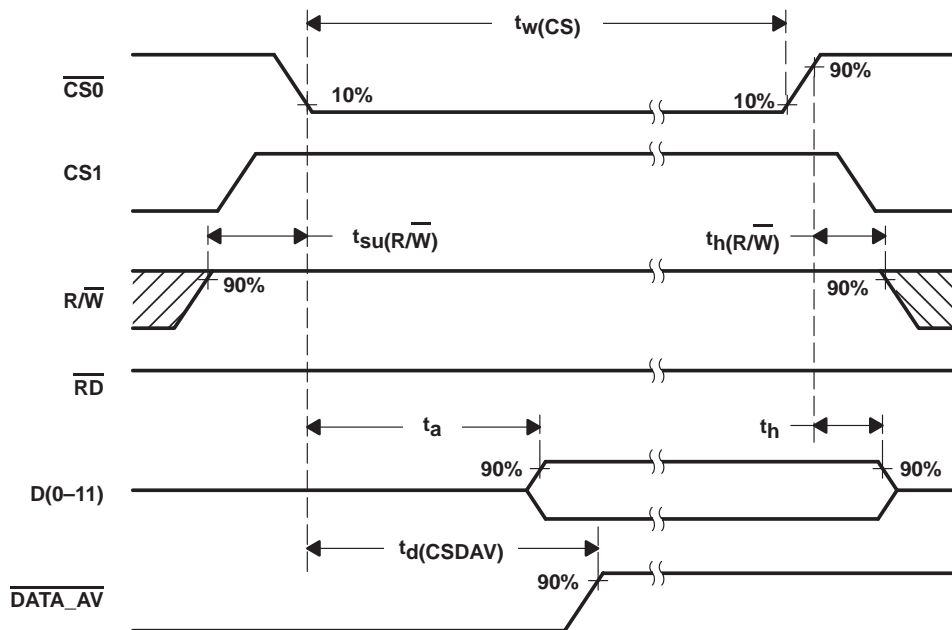 tw(CS)
CS0
90%
10%
10%
CS1
tsu(R/W)
th(R/W)
90%
90%
R/W
RD
ta
th
90%
90%
D(0–11)
td(CSDAV)
90%
DATA_AV